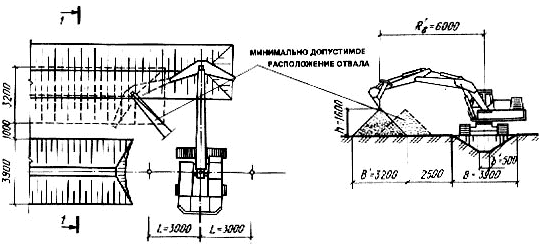 1
3200
1000
3900
1
L=3000
L=3000
МИНИМАЛЬНО ДОПУСТИМОЕ
РАСПОЛОЖЕНИЕ ОТВАЛА
R'б=6000
h=1600
B'=3200
2500
B=3900
b'=500